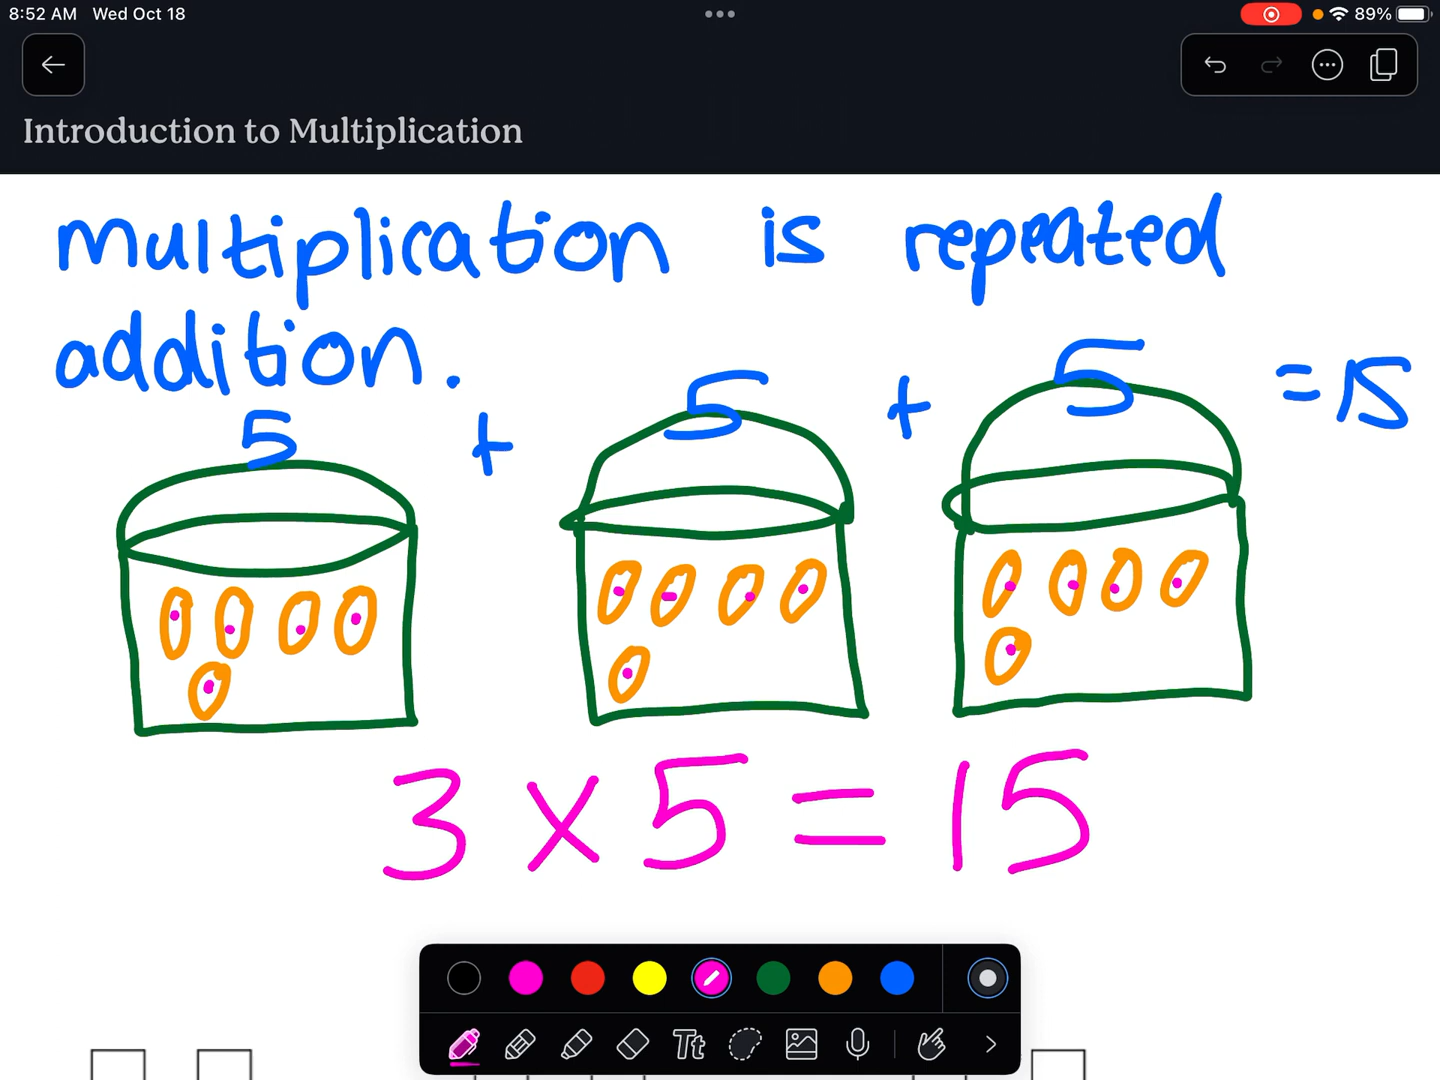 8:52 AM Wed Oct 18
89%
Introduction to Multiplication
multiplication is repeated
addition.
5 + 5 + 5 = 15
3 x 5 = 15
Tt